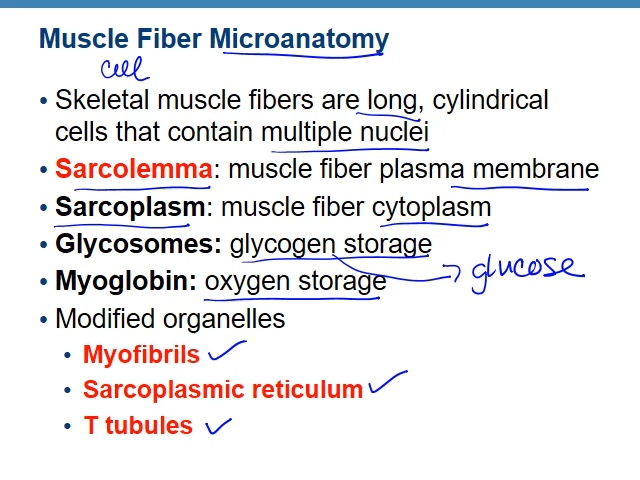 Muscle Fiber Microanatomy
cell
• Skeletal muscle fibers are long, cylindrical
cells that contain multiple nuclei
• Sarcolemma: muscle fiber plasma membrane
• Sarcoplasm: muscle fiber cytoplasm
• Glycosomes: glycogen storage
glucose
• Myoglobin: oxygen storage
• Modified organelles
• Myofibrils
• Sarcoplasmic reticulum
• T tubules